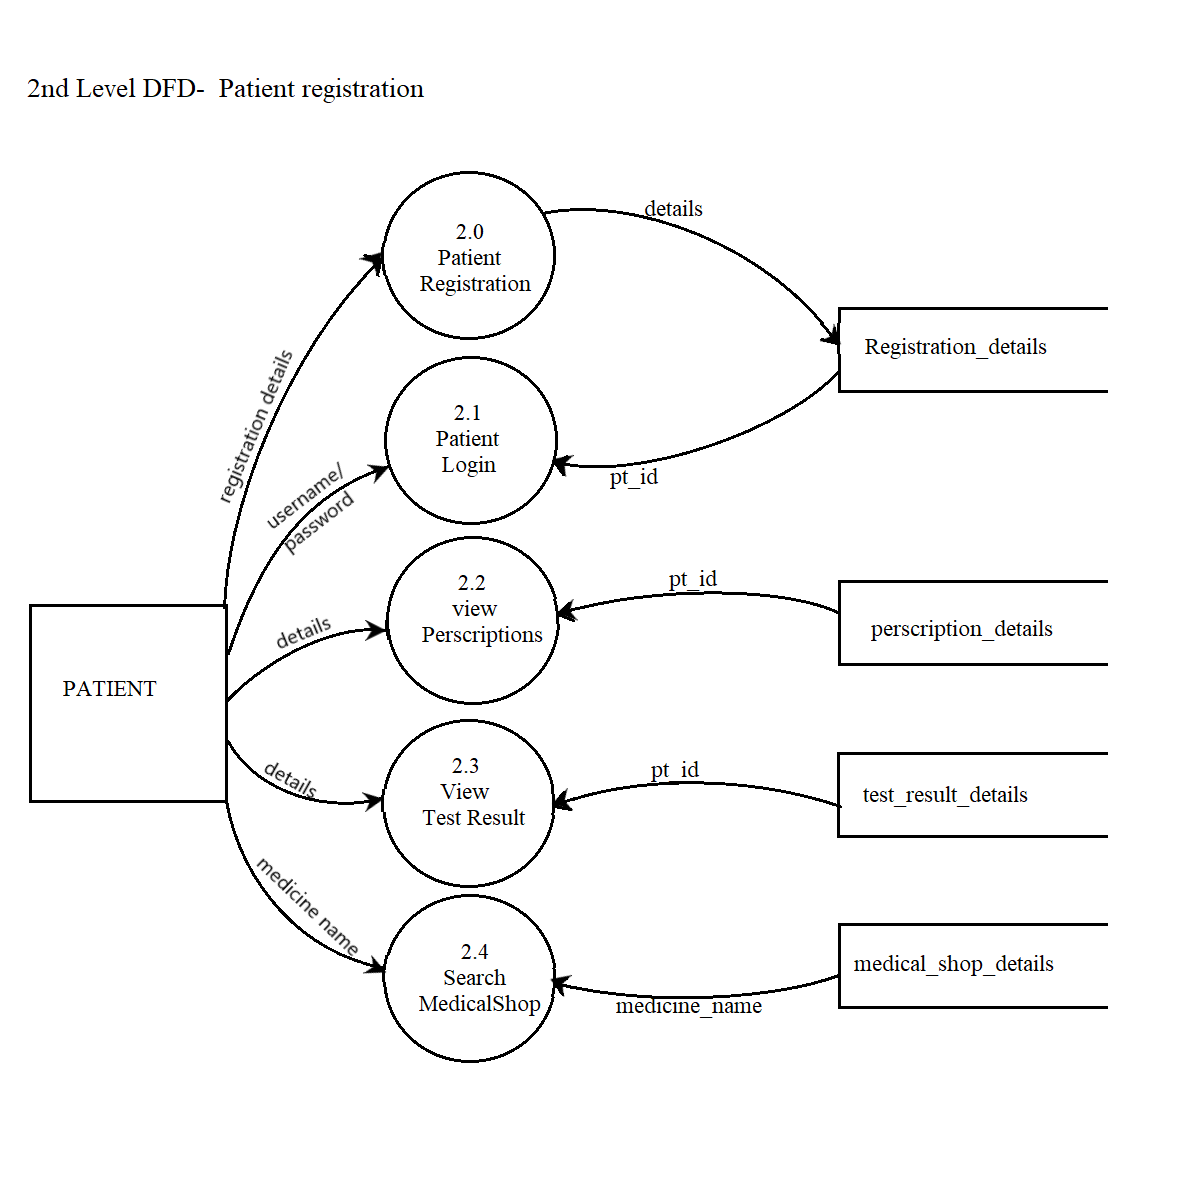 2nd Level DFD-  Patient registration
2.0
Patient
Registration
details
Registration_details
registration details
2.1
Patient
Login
username/
password
pt_id
2.2
view
Perscriptions
details
pt_id
perscription_details
PATIENT
2.3
View
Test Result
details
pt_id
test_result_details
medicine name
2.4
Search
MedicalShop
medicine_name
medical_shop_details